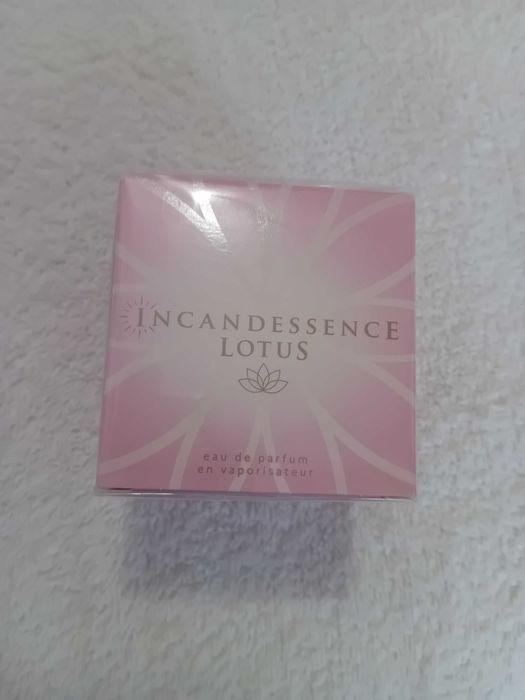 INCANDESSENCE
LOTUS
eau de parfum
en vaporisateur